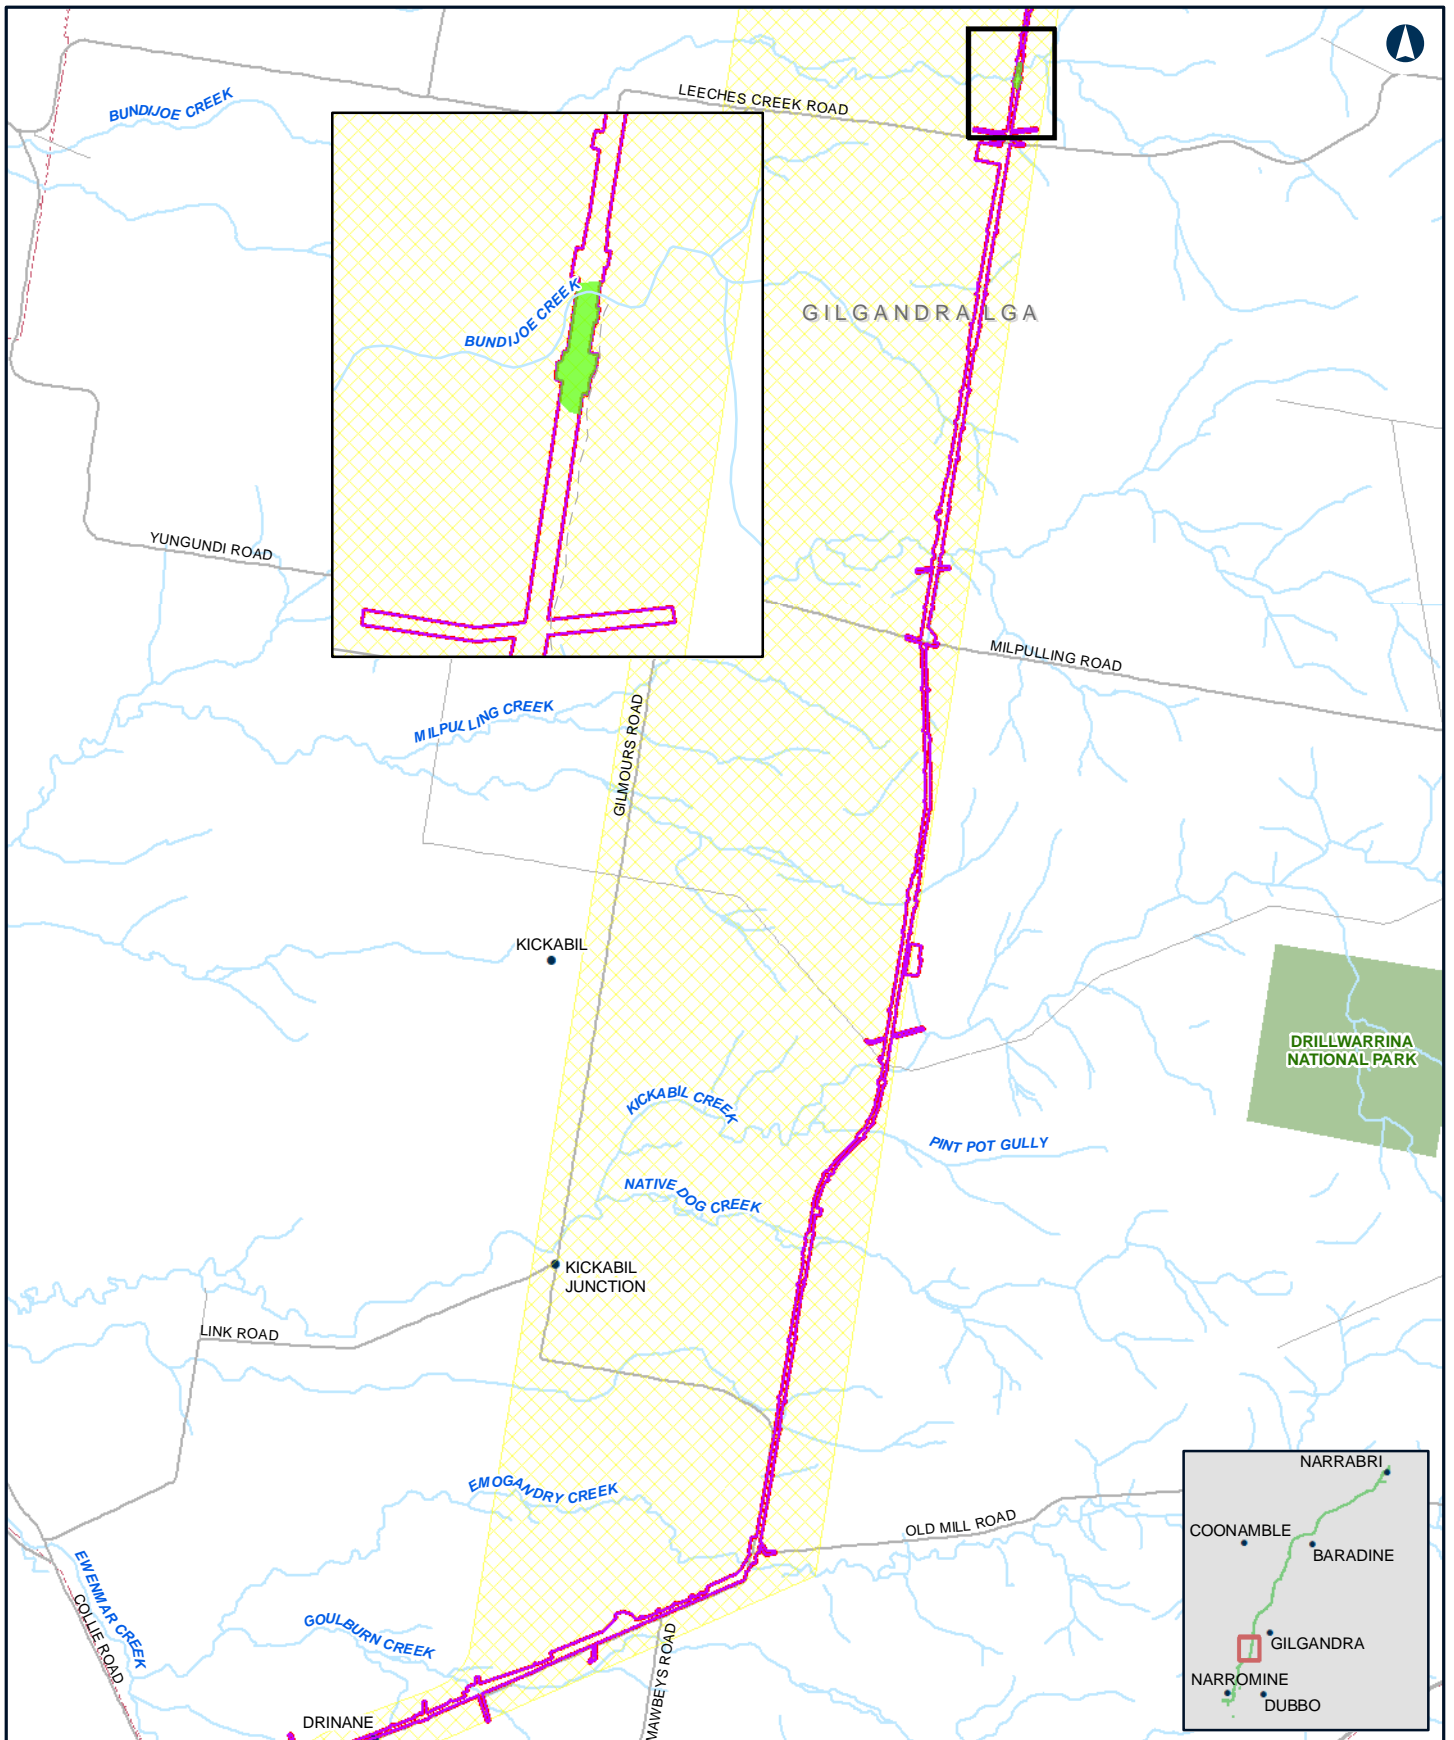 BUNDIJOE CREEK
LEECHES CREEK ROAD
GILGANDRA LGA
BUNDIJOE CREEK
YUNGUNDI ROAD
MILPULLING ROAD
MILPULLING CREEK
GILMOURS ROAD
KICKABIL
DRILLWARRINA
NATIONAL PARK
KICKABIL CREEK
PINT POT GULLY
NATIVE DOG CREEK
KICKABIL
JUNCTION
LINK ROAD
EMOGANDRY CREEK
OLD MILL ROAD
EWENMAR CREEK
COLLIE ROAD
GOULBURN CREEK
MAWBEYS ROAD
DRINANE
NARRABRI
COONAMBLE
BARADINE
GILGANDRA
NARROMINE
DUBBO